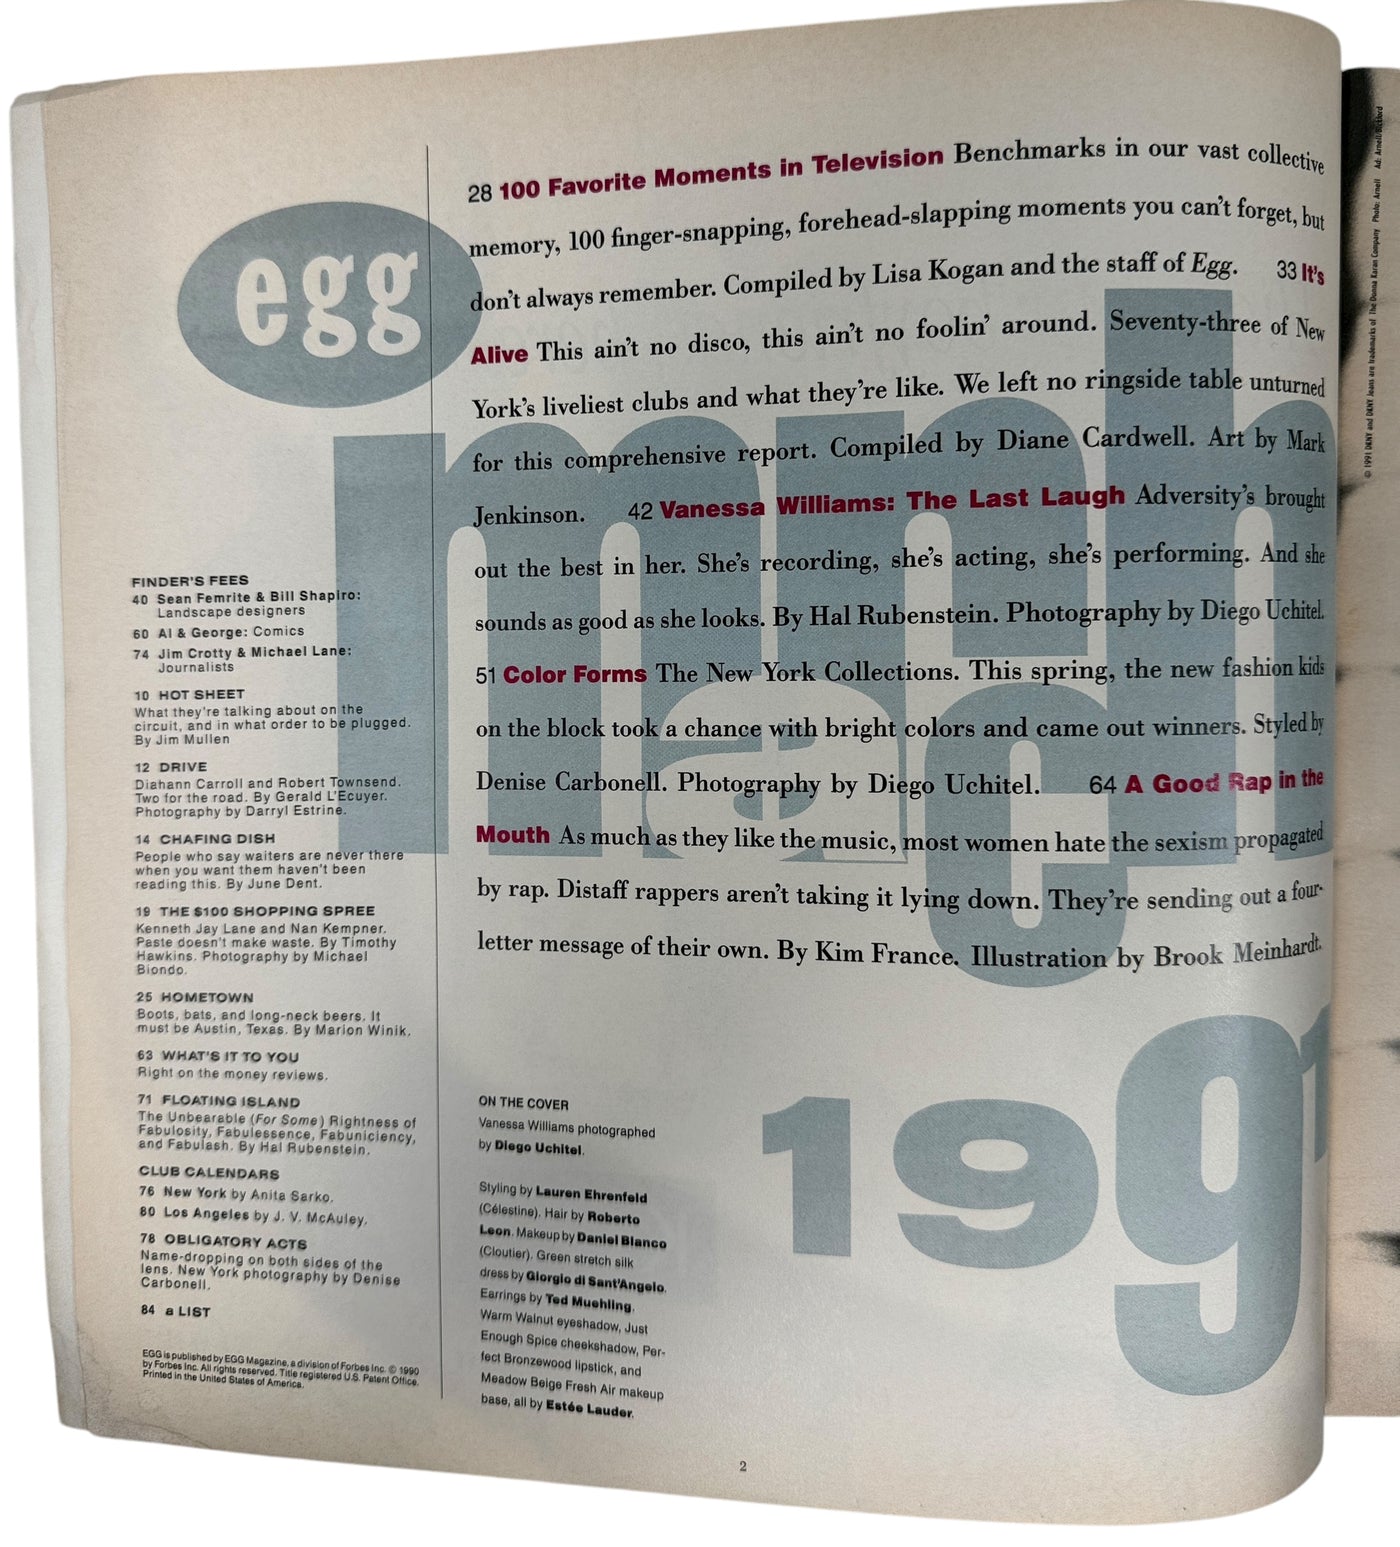 egg
march
1991
28 100 Favorite Moments in Television Benchmarks in our vast collective
memory, 100 finger-snapping, forehead-slapping moments you can't forget, but
don't always remember. Compiled by Lisa Kogan and the staff of Egg. 33 It's
Alive This ain't no disco, this ain't no foolin' around. Seventy-three of New
York's liveliest clubs and what they're like. We left no ringside table unturned
for this comprehensive report. Compiled by Diane Cardwell. Art by Mark
Jenkinson. 42 Vanessa Williams: The Last Laugh Adversity's brought
out the best in her. She's recording, she's acting, she's performing. And she
sounds as good as she looks. By Hal Rubenstein. Photography by Diego Uchitel.
51 Color Forms The New York Collections. This spring, the new fashion kids
on the block took a chance with bright colors and came out winners. Styled by
Denise Carbonell. Photography by Diego Uchitel. 64 A Good Rap in the
Mouth As much as they like the music, most women hate the sexism propagated
by rap. Distaff rappers aren't taking it lying down. They're sending out a four-
letter message of their own. By Kim France. Illustration by Brook Meinhardt.
FINDER'S FEES
40 Sean Femrite & Bill Shapiro:
Landscape designers
60 Al & George: Comics
74 Jim Crotty & Michael Lane:
Journalists
10 HOT SHEET
What they're talking about on the
circuit, and in what order to be plugged.
By Jim Mullen
12 DRIVE
Diahann Carroll and Robert Townsend.
Two for the road. By Gerald L'Ecuyer.
Photography by Darryl Estrine.
14 CHAFING DISH
People who say waiters are never there
when you want them haven't been
reading this. By June Dent.
19 THE $100 SHOPPING SPREE
Kenneth Jay Lane and Nan Kempner.
Paste doesn't make waste. By Timothy
Hawkins. Photography by Michael
Biondo.
25 HOMETOWN
Boots, bats, and long-neck beers. It
must be Austin, Texas. By Marion Winik.
63 WHAT'S IT TO YOU
Right on the money reviews.
71 FLOATING ISLAND
The Unbearable (For Some) Rightness of
Fabulosity, Fabulessence, Fabuniciency,
and Fabulash. By Hal Rubenstein.
CLUB CALENDARS
76 New York by Anita Sarko.
80 Los Angeles by J. V. McAuley.
78 OBLIGATORY ACTS
Name-dropping on both sides of the
lens. New York photography by Denise
Carbonell.
84 a LIST
EGG is published by EGG Magazine, a division of Forbes Inc. © 1990
by Forbes Inc. All rights reserved. Title registered U.S. Patent Office.
Printed in the United States of America.
ON THE COVER
Vanessa Williams photographed
by Diego Uchitel.
Styling by Lauren Ehrenfeld
(Célestine). Hair by Roberto
Leon. Makeup by Daniel Blanco
(Cloutier). Green stretch silk
dress by Giorgio di Sant'Angelo.
Earrings by Ted Muehling.
Warm Walnut eyeshadow, Just
Enough Spice cheekshadow, Per-
fect Bronzewood lipstick, and
Meadow Beige Fresh Air makeup
base, all by Estée Lauder.
2
© 1991 DKNY and DKNY Jeans are trademarks of The Donna Karan Company Photo: Arnell Ad: Arnell/Bickford